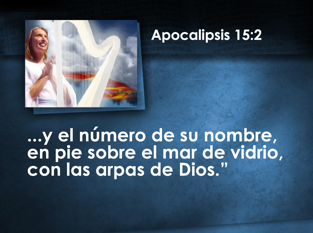 Apocalipsis 15:2
...y el número de su nombre,
en pie sobre el mar de vidrio,
con las arpas de Dios.”